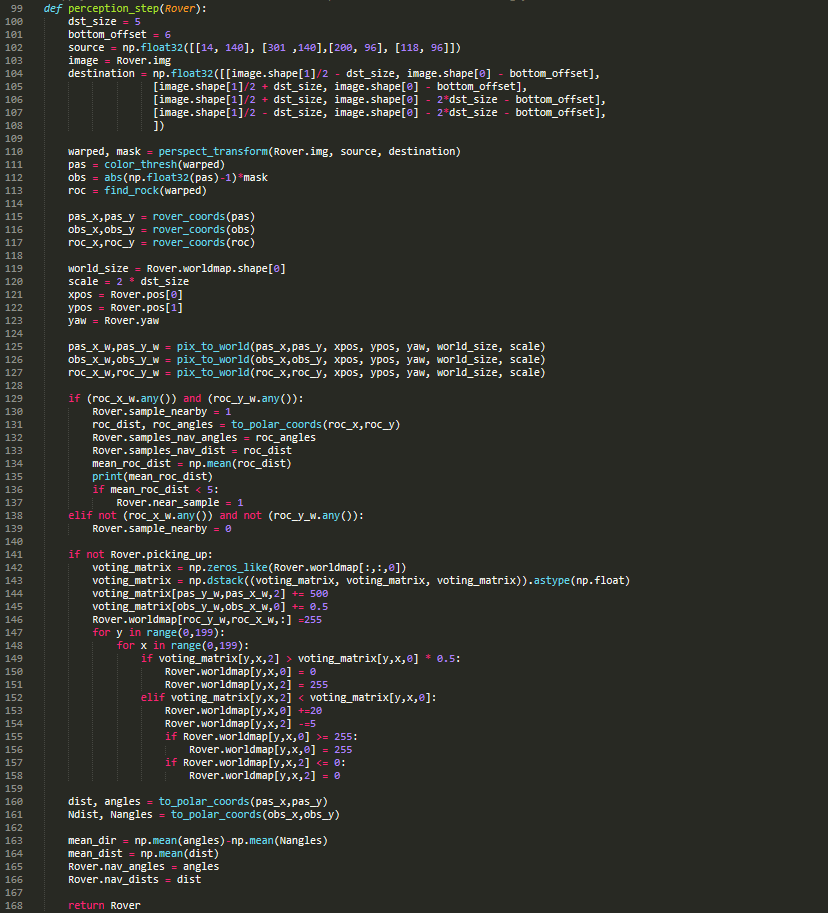 99 def perception_step(Rover):
100 dst_size = 5
101 bottom_offset = 6
102 source = np.float32([[14, 140], [301 ,140],[200, 96], [118, 96]])
103 image = Rover.img
104 destination = np.float32([[image.shape[1]/2 - dst_size, image.shape[0] - bottom_offset],
105 [image.shape[1]/2 + dst_size, image.shape[0] - bottom_offset],
106 [image.shape[1]/2 + dst_size, image.shape[0] - 2*dst_size - bottom_offset],
107 [image.shape[1]/2 - dst_size, image.shape[0] - 2*dst_size - bottom_offset],
108 ])
109
110 warped, mask = perspect_transform(Rover.img, source, destination)
111 pas = color_thresh(warped)
112 obs = abs(np.float32(pas)-1)*mask
113 roc = find_rock(warped)
114
115 pas_x,pas_y = rover_coords(pas)
116 obs_x,obs_y = rover_coords(obs)
117 roc_x,roc_y = rover_coords(roc)
118
119 world_size = Rover.worldmap.shape[0]
120 scale = 2 * dst_size
121 xpos = Rover.pos[0]
122 ypos = Rover.pos[1]
123 yaw = Rover.yaw
124
125 pas_x_w,pas_y_w = pix_to_world(pas_x,pas_y, xpos, ypos, yaw, world_size, scale)
126 obs_x_w,obs_y_w = pix_to_world(obs_x,obs_y, xpos, ypos, yaw, world_size, scale)
127 roc_x_w,roc_y_w = pix_to_world(roc_x,roc_y, xpos, ypos, yaw, world_size, scale)
128
129 if (roc_x_w.any()) and (roc_y_w.any()):
130 Rover.sample_nearby = 1
131 roc_dist, roc_angles = to_polar_coords(roc_x,roc_y)
132 Rover.samples_nav_angles = roc_angles
133 Rover.samples_nav_dist = roc_dist
134 mean_roc_dist = np.mean(roc_dist)
135 print(mean_roc_dist)
136 if mean_roc_dist < 5:
137 Rover.near_sample = 1
138 elif not (roc_x_w.any()) and not (roc_y_w.any()):
139 Rover.sample_nearby = 0
140
141 if not Rover.picking_up:
142 voting_matrix = np.zeros_like(Rover.worldmap[:,:,0])
143 voting_matrix = np.dstack((voting_matrix, voting_matrix, voting_matrix)).astype(np.float)
144 voting_matrix[pas_y_w,pas_x_w,2] += 500
145 voting_matrix[obs_y_w,obs_x_w,0] += 0.5
146 Rover.worldmap[roc_y_w,roc_x_w,:] =255
147 for y in range(0,199):
148 for x in range(0,199):
149 if voting_matrix[y,x,2] > voting_matrix[y,x,0] * 0.5:
150 Rover.worldmap[y,x,0] = 0
151 Rover.worldmap[y,x,2] = 255
152 elif voting_matrix[y,x,2] < voting_matrix[y,x,0]:
153 Rover.worldmap[y,x,0] +=20
154 Rover.worldmap[y,x,2] -=5
155 if Rover.worldmap[y,x,0] >= 255:
156 Rover.worldmap[y,x,0] = 255
157 if Rover.worldmap[y,x,2] <= 0:
158 Rover.worldmap[y,x,2] = 0
159
160 dist, angles = to_polar_coords(pas_x,pas_y)
161 Ndist, Nangles = to_polar_coords(obs_x,obs_y)
162
163 mean_dir = np.mean(angles)-np.mean(Nangles)
164 mean_dist = np.mean(dist)
165 Rover.nav_angles = angles
166 Rover.nav_dists = dist
167
168 return Rover